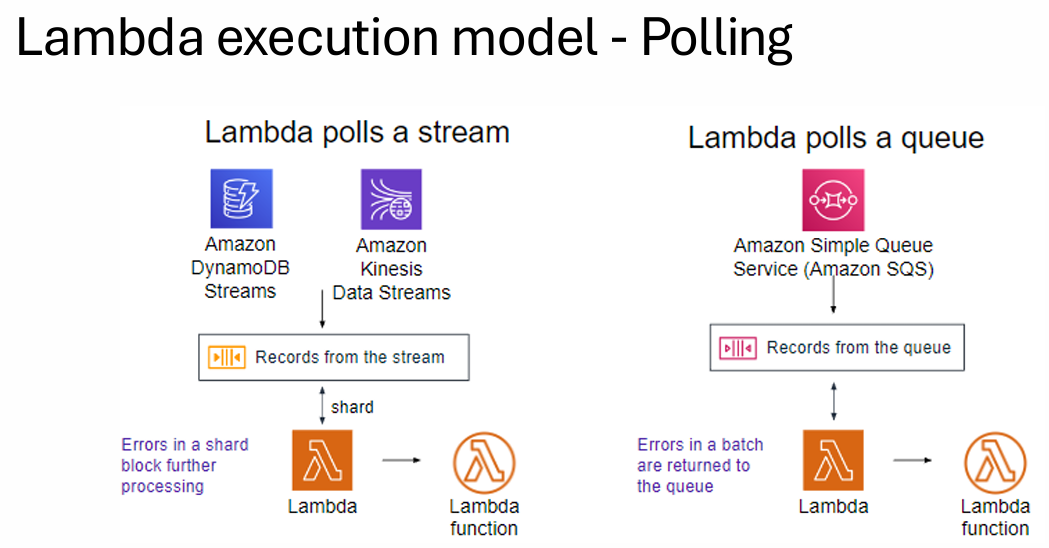 Lambda execution model - Polling
Lambda polls a stream
Amazon
DynamoDB
Streams
Amazon
Kinesis
Data Streams
Records from the stream
shard
Errors in a shard
block further
processing
Lambda
Lambda
function
Lambda polls a queue
Amazon Simple Queue
Service (Amazon SQS)
Records from the queue
Errors in a batch
are returned to
the queue
Lambda
Lambda
function